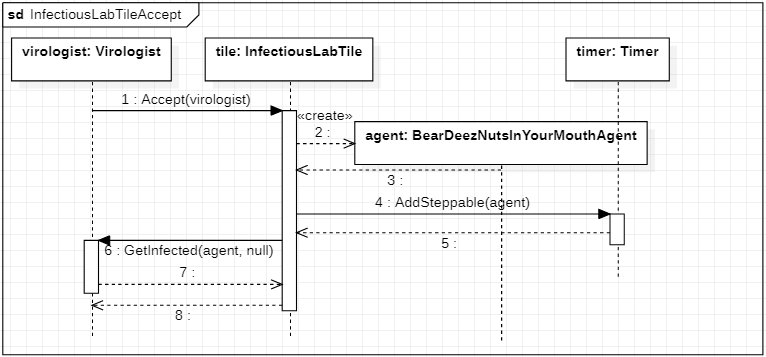 sd InfectiousLabTileAccept
virologist: Virologist
tile: InfectiousLabTile
timer: Timer
1 : Accept(virologist)
«create»
2 :
agent: BearDeezNutsInYourMouthAgent
3 :
4 : AddSteppable(agent)
5 :
6 : GetInfected(agent, null)
7 :
8 :